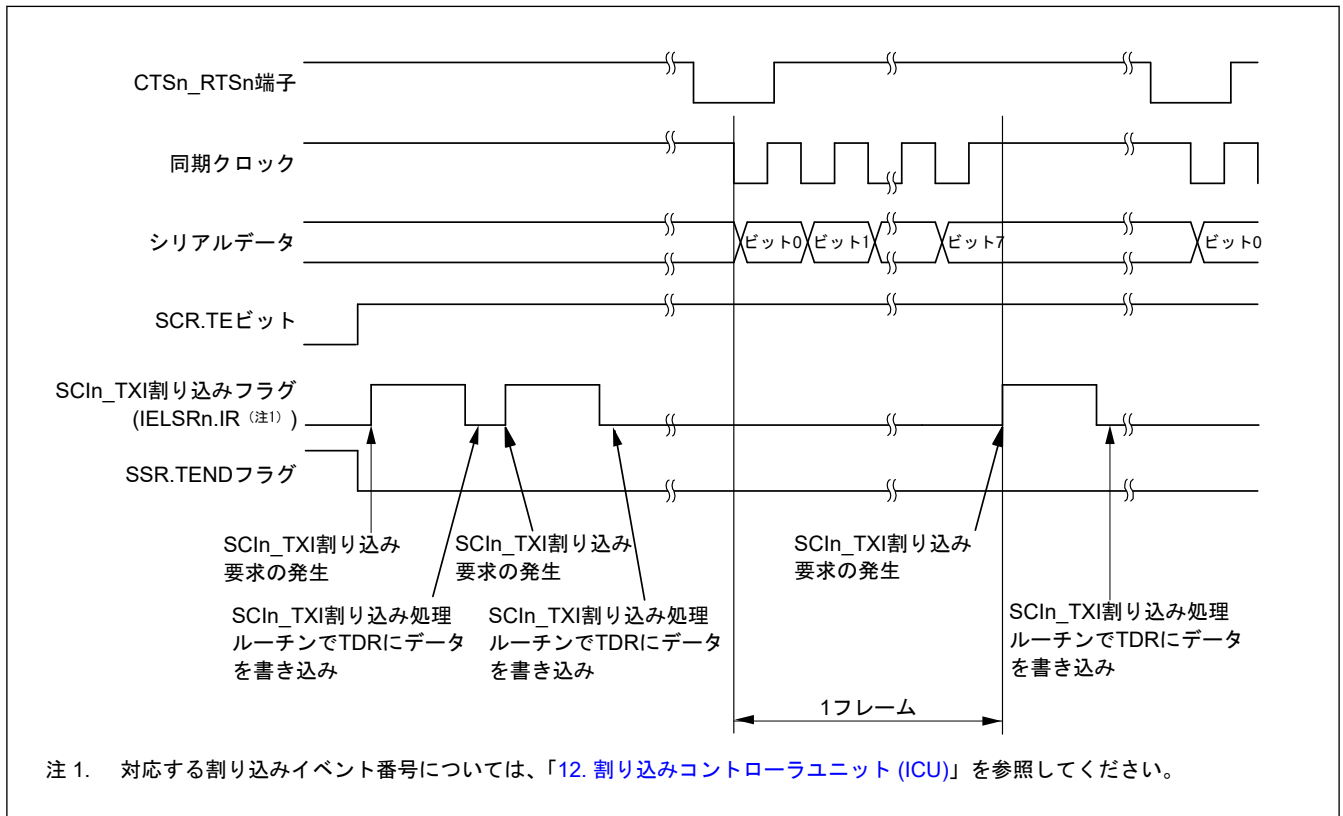 CTSn_RTSn端子
同期クロック
シリアルデータ
ビット0
ビット1
ビット7
ビット0
SCR.TEビット
SCIn_TXI割り込みフラグ
(IELSRn.IR（注1）)
SSR.TENDフラグ
SCIn_TXI割り込み
要求の発生
SCIn_TXI割り込み
要求の発生
SCIn_TXI割り込み
要求の発生
SCIn_TXI割り込み処理
ルーチンでTDRにデータ
を書き込み
SCIn_TXI割り込み処理
ルーチンでTDRにデータ
を書き込み
SCIn_TXI割り込み処理
ルーチンでTDRにデータ
を書き込み
1フレーム
注 1. 対応する割り込みイベント番号については、「12. 割り込みコントローラユニット (ICU)」を参照してください。